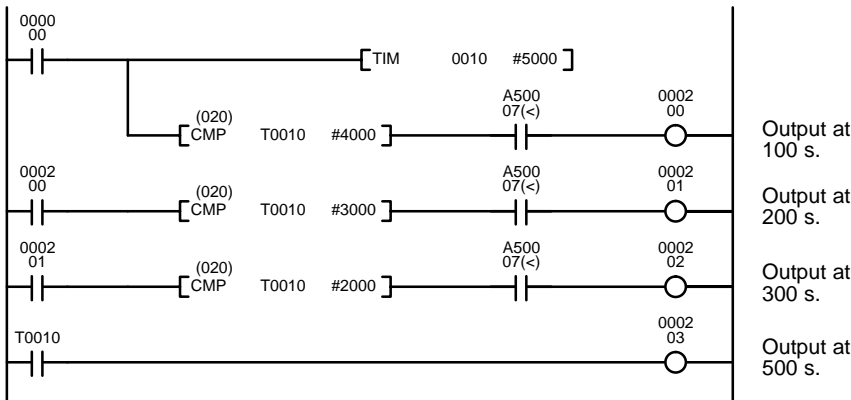 0000
00
TIM 0010 #5000
(020)
CMP T0010 #4000
A500
07(<)
0002
00
Output at
100 s.
0002
00
(020)
CMP T0010 #3000
A500
07(<)
0002
01
Output at
200 s.
0002
01
(020)
CMP T0010 #2000
A500
07(<)
0002
02
Output at
300 s.
T0010
0002
03
Output at
500 s.